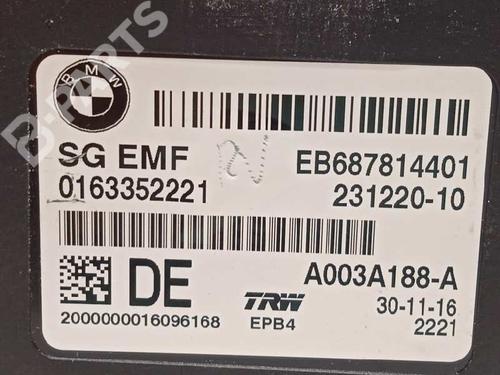 BMW
SG EMF
EB687814401
0163352221
231220-10
DE
A003A188-A
TRW
30-11-16
2000000016096168
EPB4
2221
B-PARTS